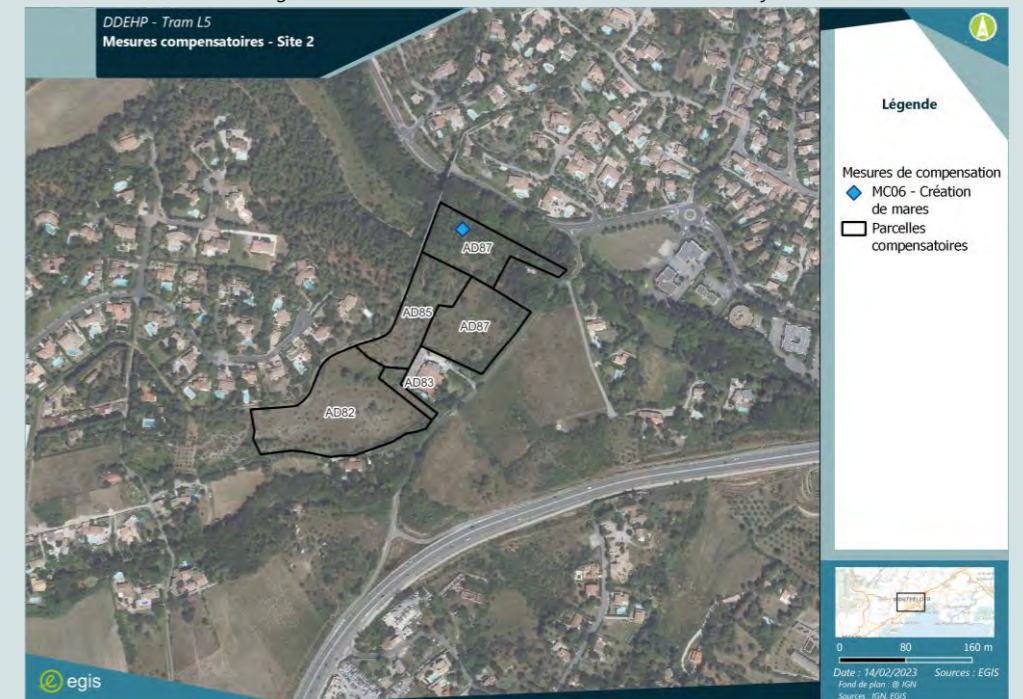 DDEHP - Tram L5
Mesures compensatoires - Site 2
Légende
Mesures de compensation
MC06 - Création
de mares
Parcelles
compensatoires
AD87
AD85
AD87
AD83
AD82
MONTPELLIER
0 80 160 m
Date : 14/02/2023 Sources : EGIS
Fond de plan : @ IGN
Sources : IGN, EGIS
egis